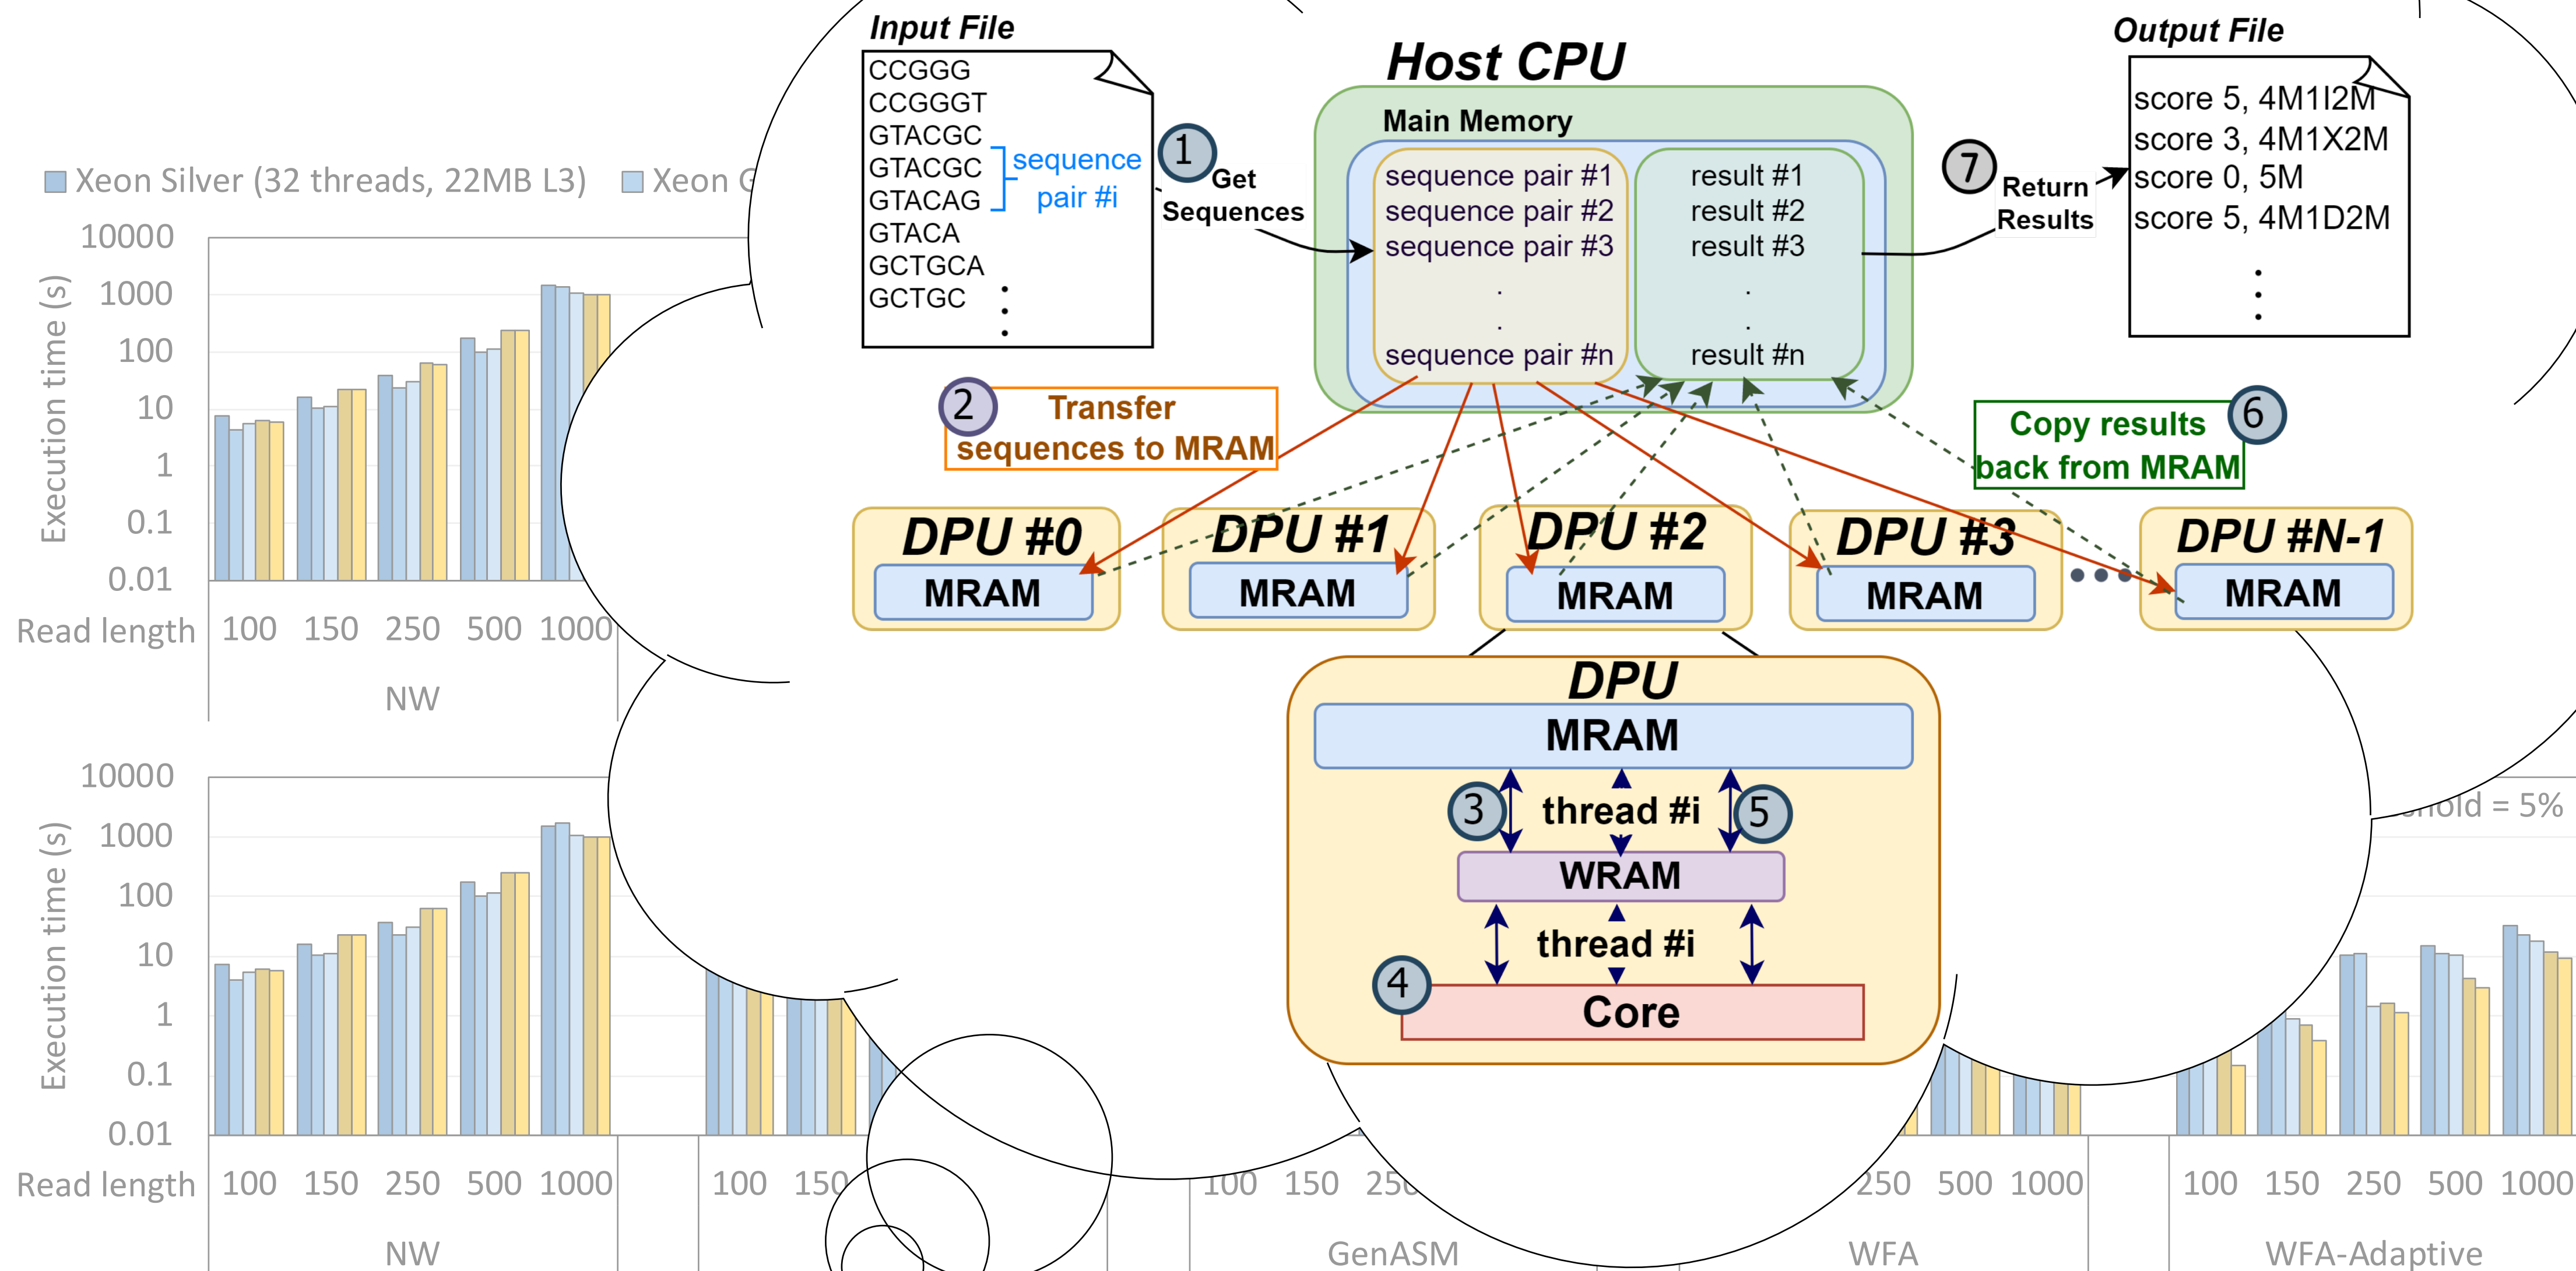 Input File
CCGGG
CCGGGT
GTACGC
GTACGC
GTACAG
GTACA
GCTGCA
GCTGC
sequence
pair #i
1
Get
Sequences
Host CPU
Main Memory
sequence pair #1
sequence pair #2
sequence pair #3
.
.
sequence pair #n
result #1
result #2
result #3
.
.
result #n
7
Return
Results
Output File
score 5, 4M1I2M
score 3, 4M1X2M
score 0, 5M
score 5, 4M1D2M
2
Transfer
sequences to MRAM
6
Copy results
back from MRAM
DPU #0
MRAM
DPU #1
MRAM
DPU #2
MRAM
DPU #3
MRAM
DPU #N-1
MRAM
DPU
MRAM
3
thread #i
5
WRAM
thread #i
4
Core
Xeon Silver (32 threads, 22MB L3)
Xeon
Execution time (s)
10000
1000
100
10
1
0.1
0.01
Read length
100 150 250 500 1000
NW
Execution time (s)
10000
1000
100
10
1
0.1
0.01
Read length
100 150 250 500 1000
NW
100 150
100 150
GenASM
250 500 1000
WFA
= 5%
100 150 250 500 1000
WFA-Adaptive